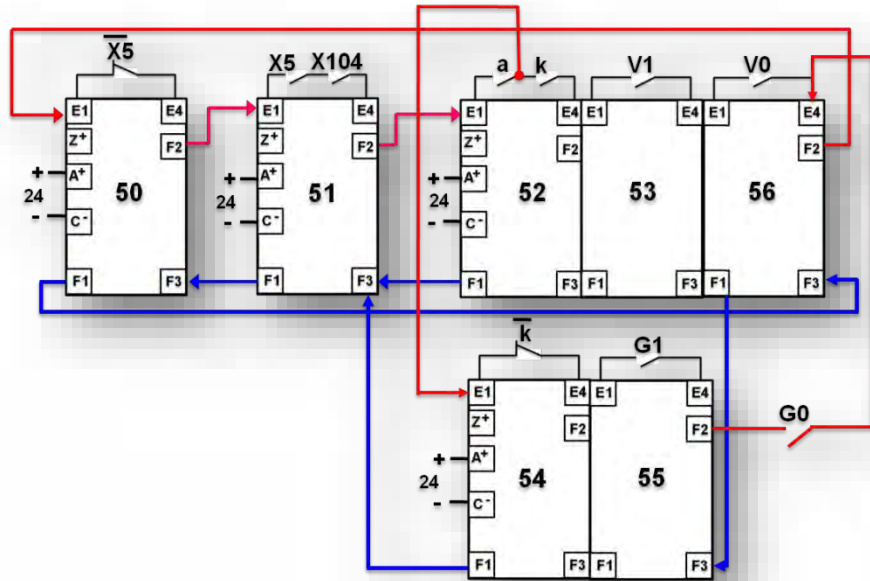 X̅5̅ X5 X104 a k V1 V0
E1 E4 E1 E4 E1 E4 E1 E4 E1 E4
Z+ F2 Z+ F2 Z+ F2 F2
+ A+ + A+ + A+
24 50 24 51 24 52 53 56
- C- - C- - C-
F1 F3 F1 F3 F1 F3 F1 F3 F1 F3
k̅ G1
E1 E4 E1 E4
Z+ F2 F2 G0
+ A+
24 54 55
- C-
F1 F3 F1 F3